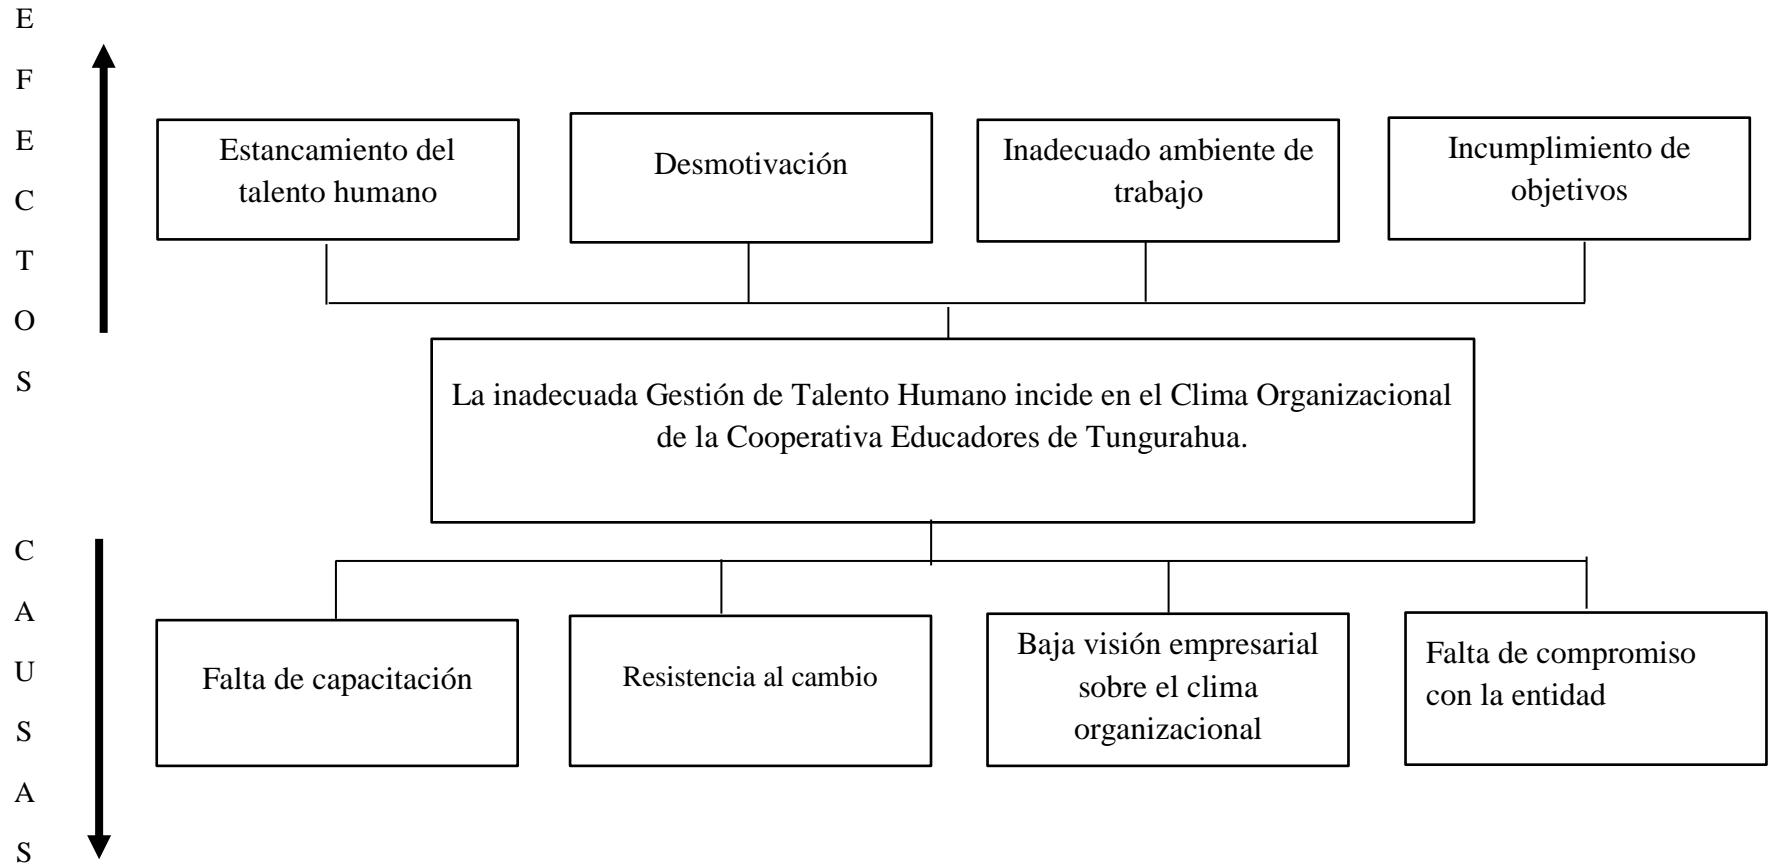 EFECTOS
Estancamiento del
talento humano
Desmotivación
Inadecuado ambiente de
trabajo
Incumplimiento de
objetivos
La inadecuada Gestión de Talento Humano incide en el Clima Organizacional
de la Cooperativa Educadores de Tungurahua.
CAUSAS
Falta de capacitación
Resistencia al cambio
Baja visión empresarial
sobre el clima
organizacional
Falta de compromiso
con la entidad